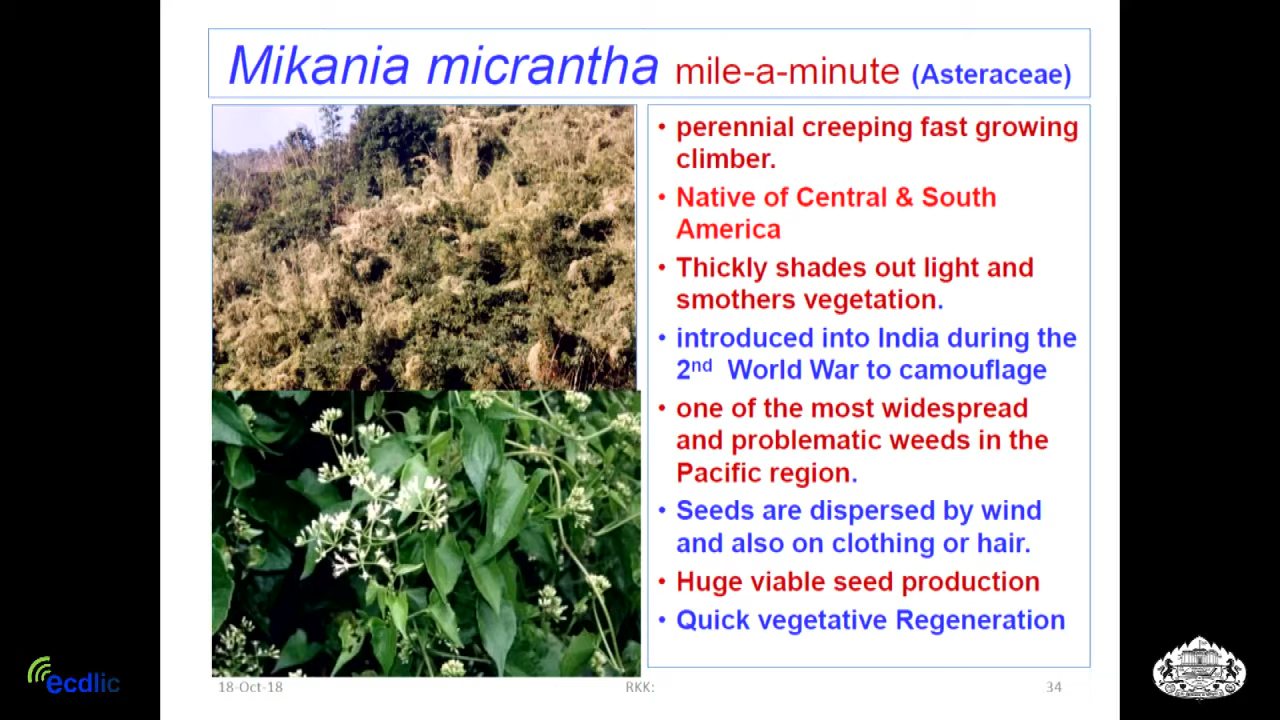 Mikania micrantha mile-a-minute (Asteraceae)
• perennial creeping fast growing
climber.
• Native of Central & South
America
• Thickly shades out light and
smothers vegetation.
• introduced into India during the
2nd World War to camouflage
• one of the most widespread
and problematic weeds in the
Pacific region.
• Seeds are dispersed by wind
and also on clothing or hair.
• Huge viable seed production
• Quick vegetative Regeneration
ecdlic
18-Oct-18
RKK:
34